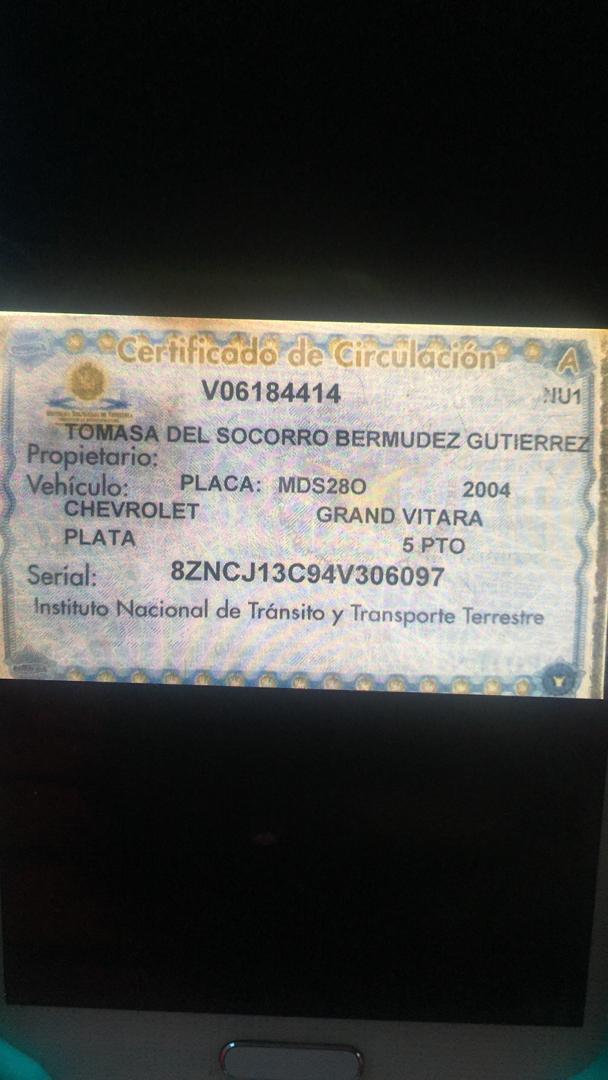 Certificado de Circulación A
V06184414 NU1
TOMASA DEL SOCORRO BERMUDEZ GUTIERREZ
Propietario:
Vehículo: PLACA: MDS28O 2004
CHEVROLET GRAND VITARA
PLATA 5 PTO
Serial: 8ZNCJ13C94V306097
Instituto Nacional de Tránsito y Transporte Terrestre